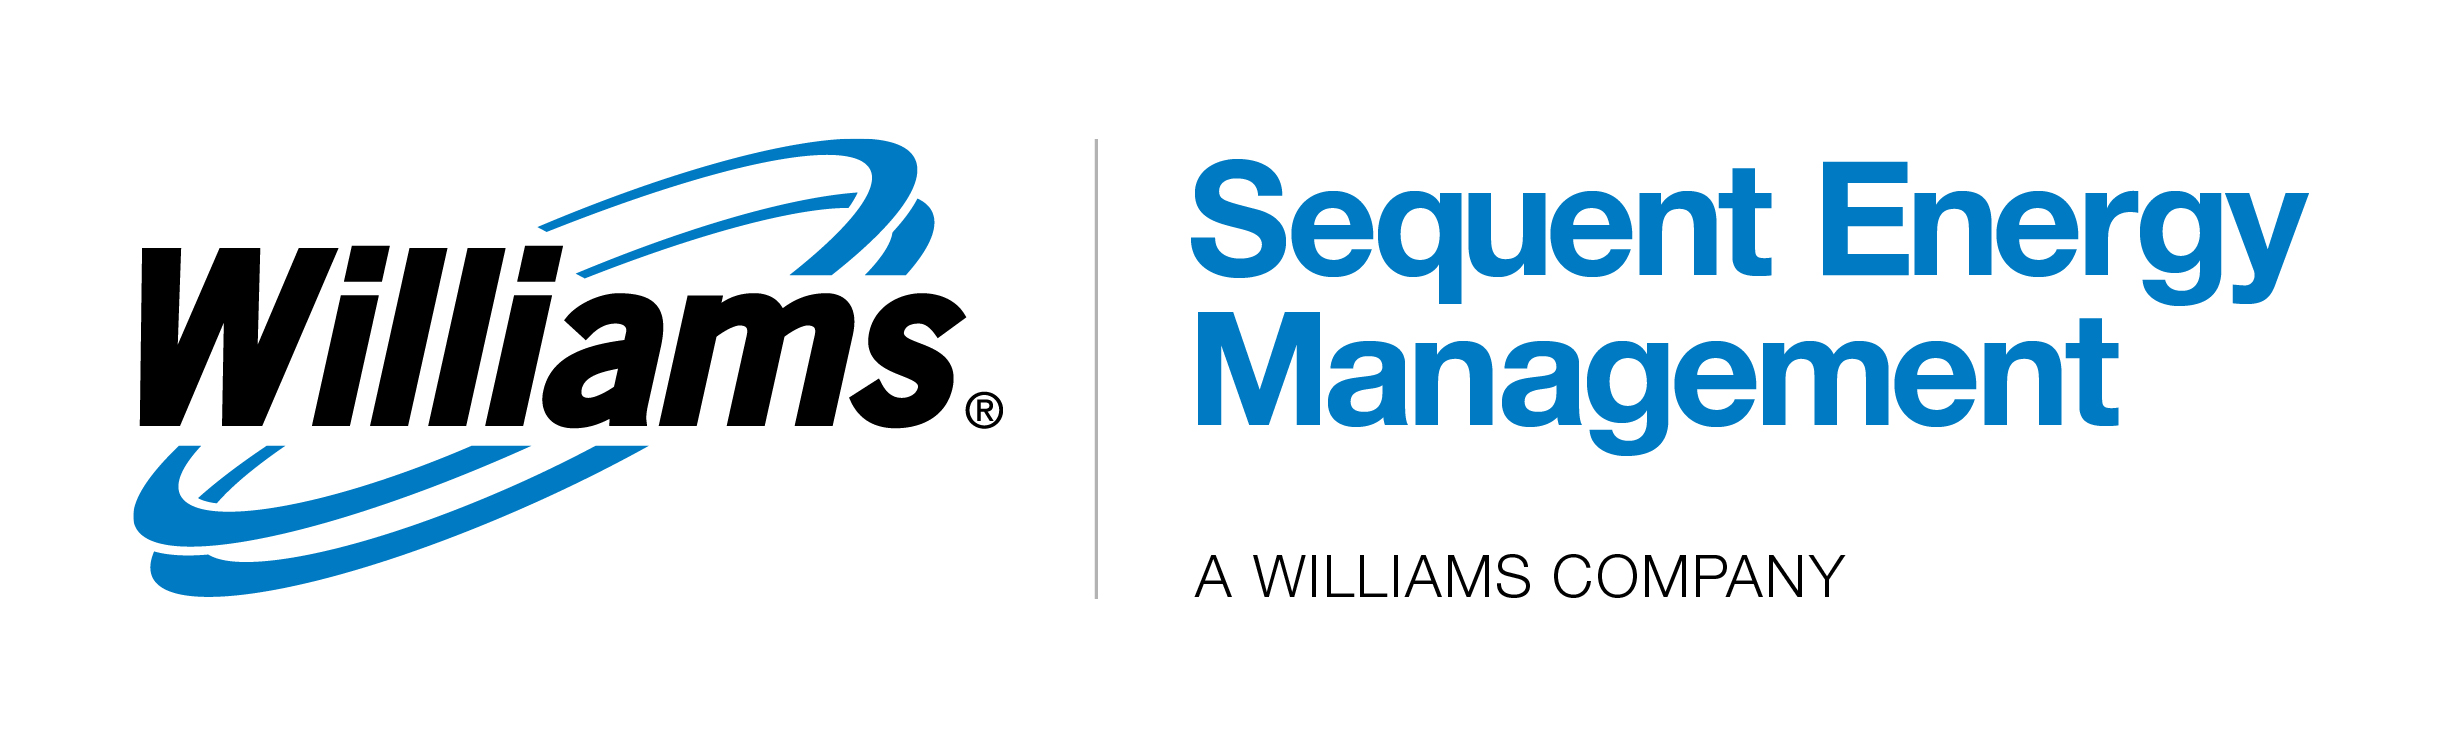 Williams®
Sequent Energy
Management
A WILLIAMS COMPANY